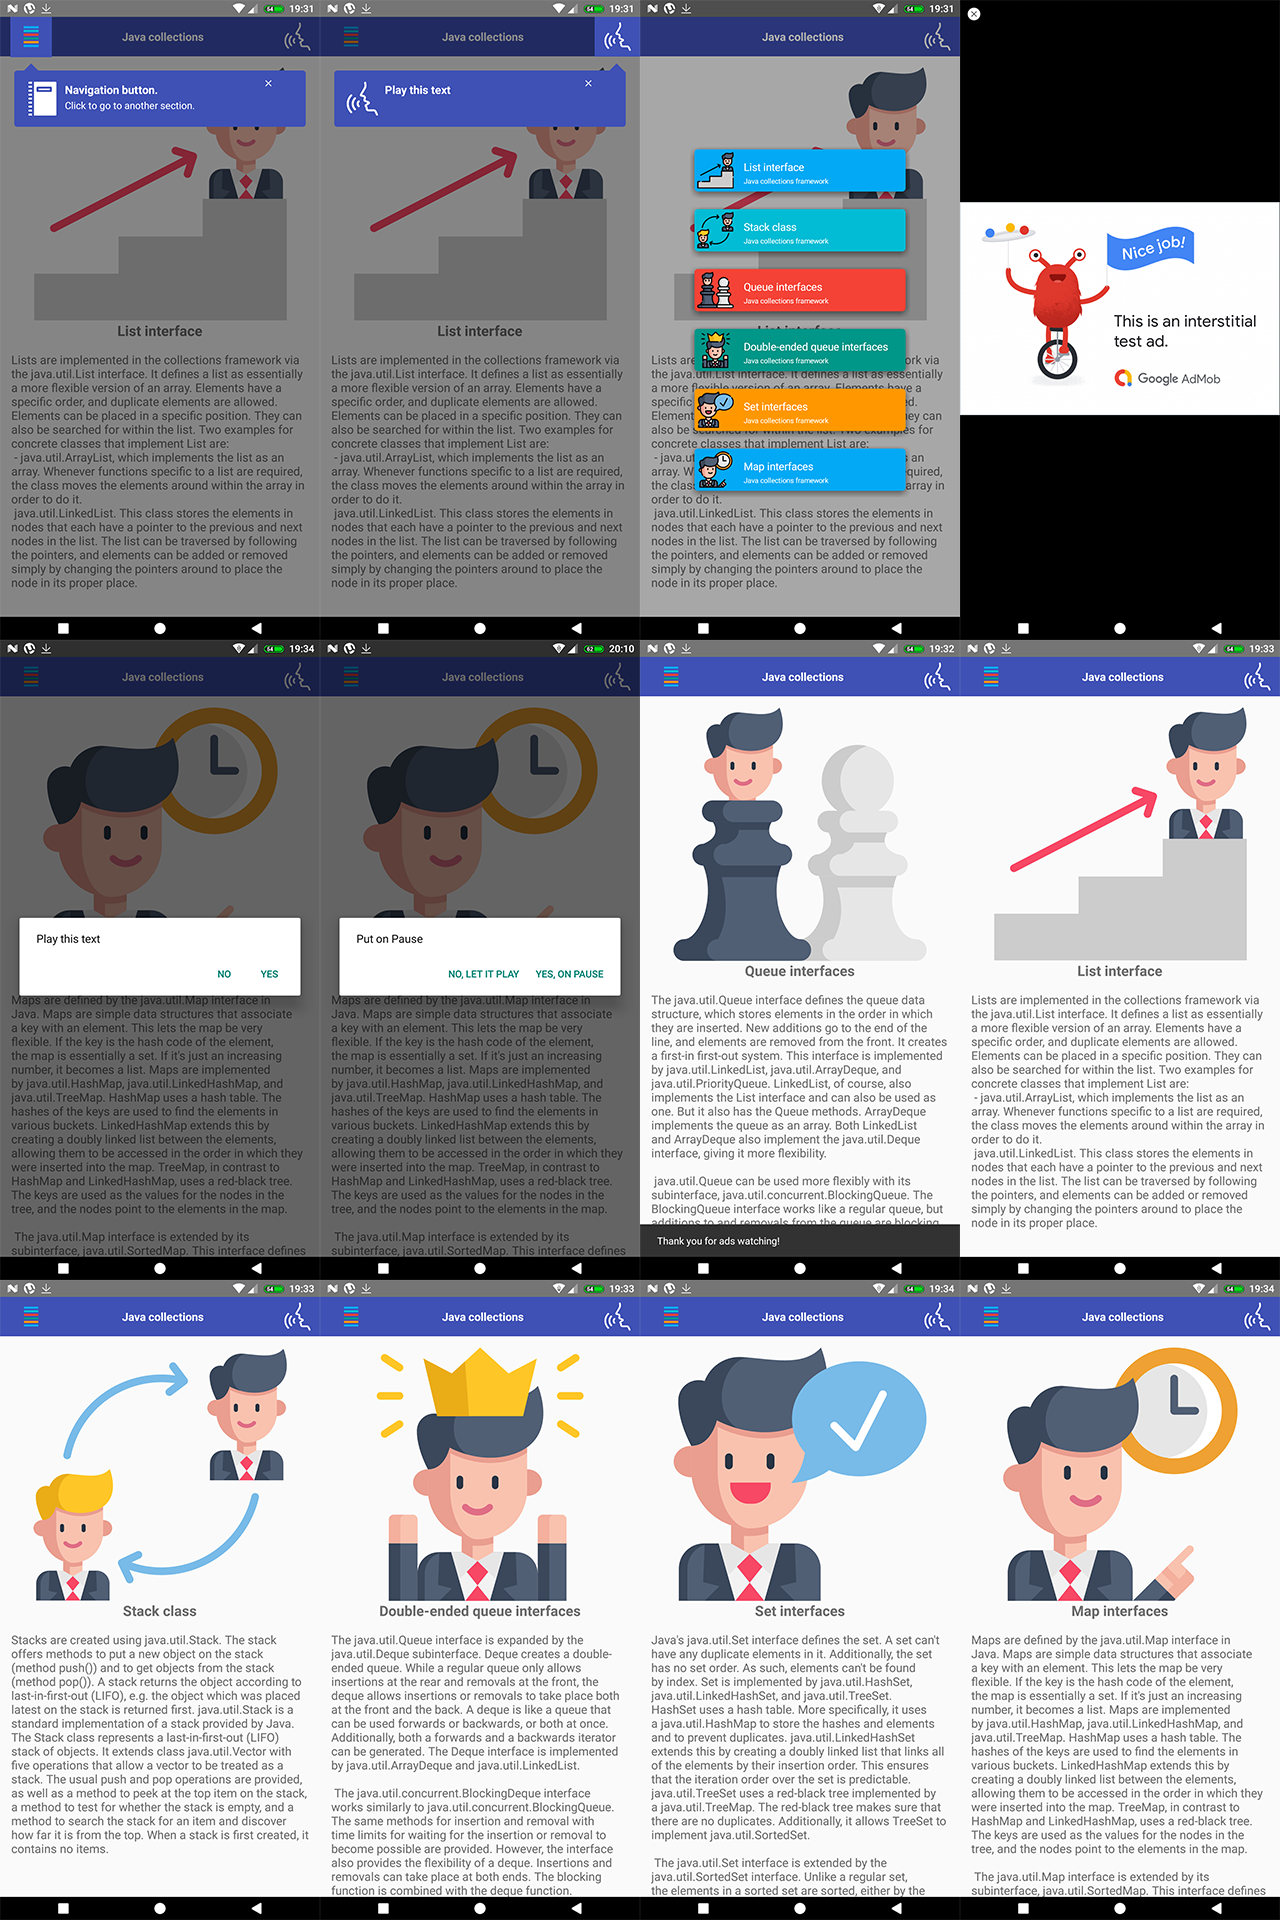 19:31
Java collections
Navigation button.
Click to go to another section.
List interface
Lists are implemented in the collections framework via
the java.util.List interface. It defines a list as essentially
a more flexible version of an array. Elements have a
specific order, and duplicate elements are allowed.
Elements can be placed in a specific position. They can
also be searched for within the list. Two examples for
concrete classes that implement List are:
- java.util.ArrayList, which implements the list as an
array. Whenever functions specific to a list are required,
the class moves the elements around within the array in
order to do it.
java.util.LinkedList. This class stores the elements in
nodes that each have a pointer to the previous and next
nodes in the list. The list can be traversed by following
the pointers, and elements can be added or removed
simply by changing the pointers around to place the
node in its proper place.
19:31
Java collections
Play this text
List interface
Lists are implemented in the collections framework via
the java.util.List interface. It defines a list as essentially
a more flexible version of an array. Elements have a
specific order, and duplicate elements are allowed.
Elements can be placed in a specific position. They can
also be searched for within the list. Two examples for
concrete classes that implement List are:
- java.util.ArrayList, which implements the list as an
array. Whenever functions specific to a list are required,
the class moves the elements around within the array in
order to do it.
java.util.LinkedList. This class stores the elements in
nodes that each have a pointer to the previous and next
nodes in the list. The list can be traversed by following
the pointers, and elements can be added or removed
simply by changing the pointers around to place the
node in its proper place.
19:31
Java collections
List interface
Java collections framework
Stack class
Java collections framework
Queue interfaces
Java collections framework
Double-ended queue interfaces
Java collections framework
Set interfaces
Java collections framework
Map interfaces
Java collections framework
order to do it.
java.util.LinkedList. This class stores the elements in
nodes that each have a pointer to the previous and next
nodes in the list. The list can be traversed by following
the pointers, and elements can be added or removed
simply by changing the pointers around to place the
node in its proper place.
Nice job!
This is an interstitial
test ad.
Google AdMob
19:34
Java collections
Play this text
NO YES
Maps are defined by the java.util.Map interface in
Java. Maps are simple data structures that associate
a key with an element. This lets the map be very
flexible. If the key is the hash code of the element,
the map is essentially a set. If it's just an increasing
number, it becomes a list. Maps are implemented
by java.util.HashMap, java.util.LinkedHashMap, and
java.util.TreeMap. HashMap uses a hash table. The
hashes of the keys are used to find the elements in
various buckets. LinkedHashMap extends this by
creating a doubly linked list between the elements,
allowing them to be accessed in the order in which they
were inserted into the map. TreeMap, in contrast to
HashMap and LinkedHashMap, uses a red-black tree.
The keys are used as the values for the nodes in the
tree, and the nodes point to the elements in the map.
The java.util.Map interface is extended by its
subinterface, java.util.SortedMap. This interface defines
20:10
Java collections
Put on Pause
NO, LET IT PLAY YES, ON PAUSE
Maps are defined by the java.util.Map interface in
Java. Maps are simple data structures that associate
a key with an element. This lets the map be very
flexible. If the key is the hash code of the element,
the map is essentially a set. If it's just an increasing
number, it becomes a list. Maps are implemented
by java.util.HashMap, java.util.LinkedHashMap, and
java.util.TreeMap. HashMap uses a hash table. The
hashes of the keys are used to find the elements in
various buckets. LinkedHashMap extends this by
creating a doubly linked list between the elements,
allowing them to be accessed in the order in which they
were inserted into the map. TreeMap, in contrast to
HashMap and LinkedHashMap, uses a red-black tree.
The keys are used as the values for the nodes in the
tree, and the nodes point to the elements in the map.
The java.util.Map interface is extended by its
subinterface, java.util.SortedMap. This interface defines
19:32
Java collections
Queue interfaces
The java.util.Queue interface defines the queue data
structure, which stores elements in the order in which
they are inserted. New additions go to the end of the
line, and elements are removed from the front. It creates
a first-in first-out system. This interface is implemented
by java.util.LinkedList, java.util.ArrayDeque, and
java.util.PriorityQueue. LinkedList, of course, also
implements the List interface and can also be used as
one. But it also has the Queue methods. ArrayDeque
implements the queue as an array. Both LinkedList
and ArrayDeque also implement the java.util.Deque
interface, giving it more flexibility.
java.util.Queue can be used more flexibly with its
subinterface, java.util.concurrent.BlockingQueue. The
BlockingQueue interface works like a regular queue, but
additions to and removals from the queue are blocking
Thank you for ads watching!
19:33
Java collections
List interface
Lists are implemented in the collections framework via
the java.util.List interface. It defines a list as essentially
a more flexible version of an array. Elements have a
specific order, and duplicate elements are allowed.
Elements can be placed in a specific position. They can
also be searched for within the list. Two examples for
concrete classes that implement List are:
- java.util.ArrayList, which implements the list as an
array. Whenever functions specific to a list are required,
the class moves the elements around within the array in
order to do it.
java.util.LinkedList. This class stores the elements in
nodes that each have a pointer to the previous and next
nodes in the list. The list can be traversed by following
the pointers, and elements can be added or removed
simply by changing the pointers around to place the
node in its proper place.
19:33
Java collections
Stack class
Stacks are created using java.util.Stack. The stack
offers methods to put a new object on the stack
(method push()) and to get objects from the stack
(method pop()). A stack returns the object according to
last-in-first-out (LIFO), e.g. the object which was placed
latest on the stack is returned first. java.util.Stack is a
standard implementation of a stack provided by Java.
The Stack class represents a last-in-first-out (LIFO)
stack of objects. It extends class java.util.Vector with
five operations that allow a vector to be treated as a
stack. The usual push and pop operations are provided,
as well as a method to peek at the top item on the stack,
a method to test for whether the stack is empty, and a
method to search the stack for an item and discover
how far it is from the top. When a stack is first created, it
contains no items.
19:33
Java collections
Double-ended queue interfaces
The java.util.Queue interface is expanded by the
java.util.Deque subinterface. Deque creates a double-
ended queue. While a regular queue only allows
insertions at the rear and removals at the front, the
deque allows insertions or removals to take place both
at the front and the back. A deque is like a queue that
can be used forwards or backwards, or both at once.
Additionally, both a forwards and a backwards iterator
can be generated. The Deque interface is implemented
by java.util.ArrayDeque and java.util.LinkedList.
The java.util.concurrent.BlockingDeque interface
works similarly to java.util.concurrent.BlockingQueue.
The same methods for insertion and removal with
time limits for waiting for the insertion or removal to
become possible are provided. However, the interface
also provides the flexibility of a deque. Insertions and
removals can take place at both ends. The blocking
function is combined with the deque function.
19:34
Java collections
Set interfaces
Java's java.util.Set interface defines the set. A set can't
have any duplicate elements in it. Additionally, the set
has no set order. As such, elements can't be found
by index. Set is implemented by java.util.HashSet,
java.util.LinkedHashSet, and java.util.TreeSet.
HashSet uses a hash table. More specifically, it uses
a java.util.HashMap to store the hashes and elements
and to prevent duplicates. java.util.LinkedHashSet
extends this by creating a doubly linked list that links all
of the elements by their insertion order. This ensures
that the iteration order over the set is predictable.
java.util.TreeSet uses a red-black tree implemented by
a java.util.TreeMap. The red-black tree makes sure that
there are no duplicates. Additionally, it allows TreeSet to
implement java.util.SortedSet.
The java.util.Set interface is extended by the
java.util.SortedSet interface. Unlike a regular set,
the elements in a sorted set are sorted, either by the
19:34
Java collections
Map interfaces
Maps are defined by the java.util.Map interface in
Java. Maps are simple data structures that associate
a key with an element. This lets the map be very
flexible. If the key is the hash code of the element,
the map is essentially a set. If it's just an increasing
number, it becomes a list. Maps are implemented
by java.util.HashMap, java.util.LinkedHashMap, and
java.util.TreeMap. HashMap uses a hash table. The
hashes of the keys are used to find the elements in
various buckets. LinkedHashMap extends this by
creating a doubly linked list between the elements,
allowing them to be accessed in the order in which they
were inserted into the map. TreeMap, in contrast to
HashMap and LinkedHashMap, uses a red-black tree.
The keys are used as the values for the nodes in the
tree, and the nodes point to the elements in the map.
The java.util.Map interface is extended by its
subinterface, java.util.SortedMap. This interface defines